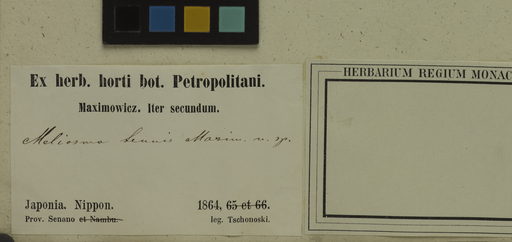 Ex herb. horti bot. Petropolitani.
Maximowicz. Iter secundum.
Meliosma tenuis Maxim. n. sp.
Japonia. Nippon. 1864, 65 et 66.
Prov. Senano et Nambu. leg. Tschonoski.
HERBARIUM REGIUM MONAC